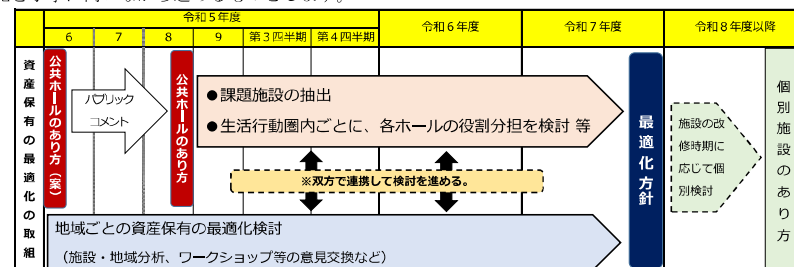 令和５年度
令和６年度
令和７年度
令和８年度以降
６
７
８
９
第３四半期
第４四半期
資産保有の最適化の取組
公共ホールのあり方（案）
パブリック
コメント
公共ホールのあり方
●課題施設の抽出
●生活行動圏内ごとに、各ホールの役割分担を検討 等
※双方で連携して検討を進める。
地域ごとの資産保有の最適化検討
（施設・地域分析、ワークショップ等の意見交換など）
最適化方針
施設の改
修時期に
応じて個
別検討
個別施設のあり方